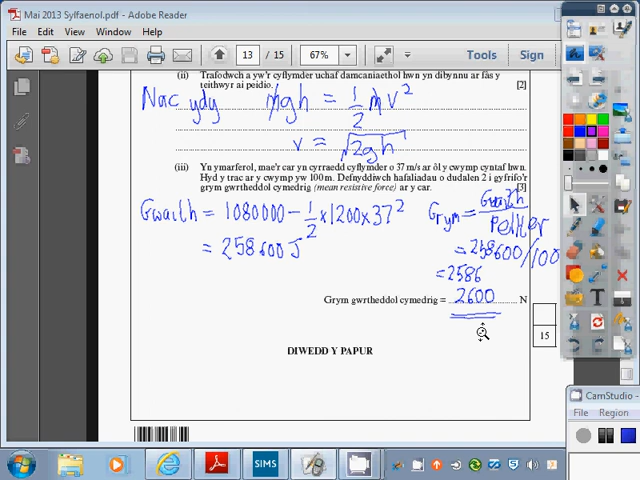 Mai 2013 Sylfaenol.pdf - Adobe Reader
File Edit View Window Help
13 / 15 67% Tools Sign
(ii) Trafodwch a yw'r cyflymder uchaf damcaniaethol hwn yn dibynnu ar fàs y
teithwyr ai peidio. [2]
Nac ydy mgh = 1/2 mv²
v = √2gh
(iii) Yn ymarferol, mae'r car yn cyrraedd cyflymder o 37 m/s ar ôl y cwymp cyntaf hwn.
Hyd y trac ar y cwymp yw 100 m. Defnyddiwch hafaliadau o dudalen 2 i gyfrifo'r
grym gwrtheddol cymedrig (mean resistive force) ar y car. [3]
Gwaith = 1080000 - 1/2 x 1200 x 37²
= 258600 J
Grym = Gwaith/Pellter
= 258600/100
= 2586
Grym gwrtheddol cymedrig = 2600 N
15
DIWEDD Y PAPUR
CamStudio
File Region
SIMS